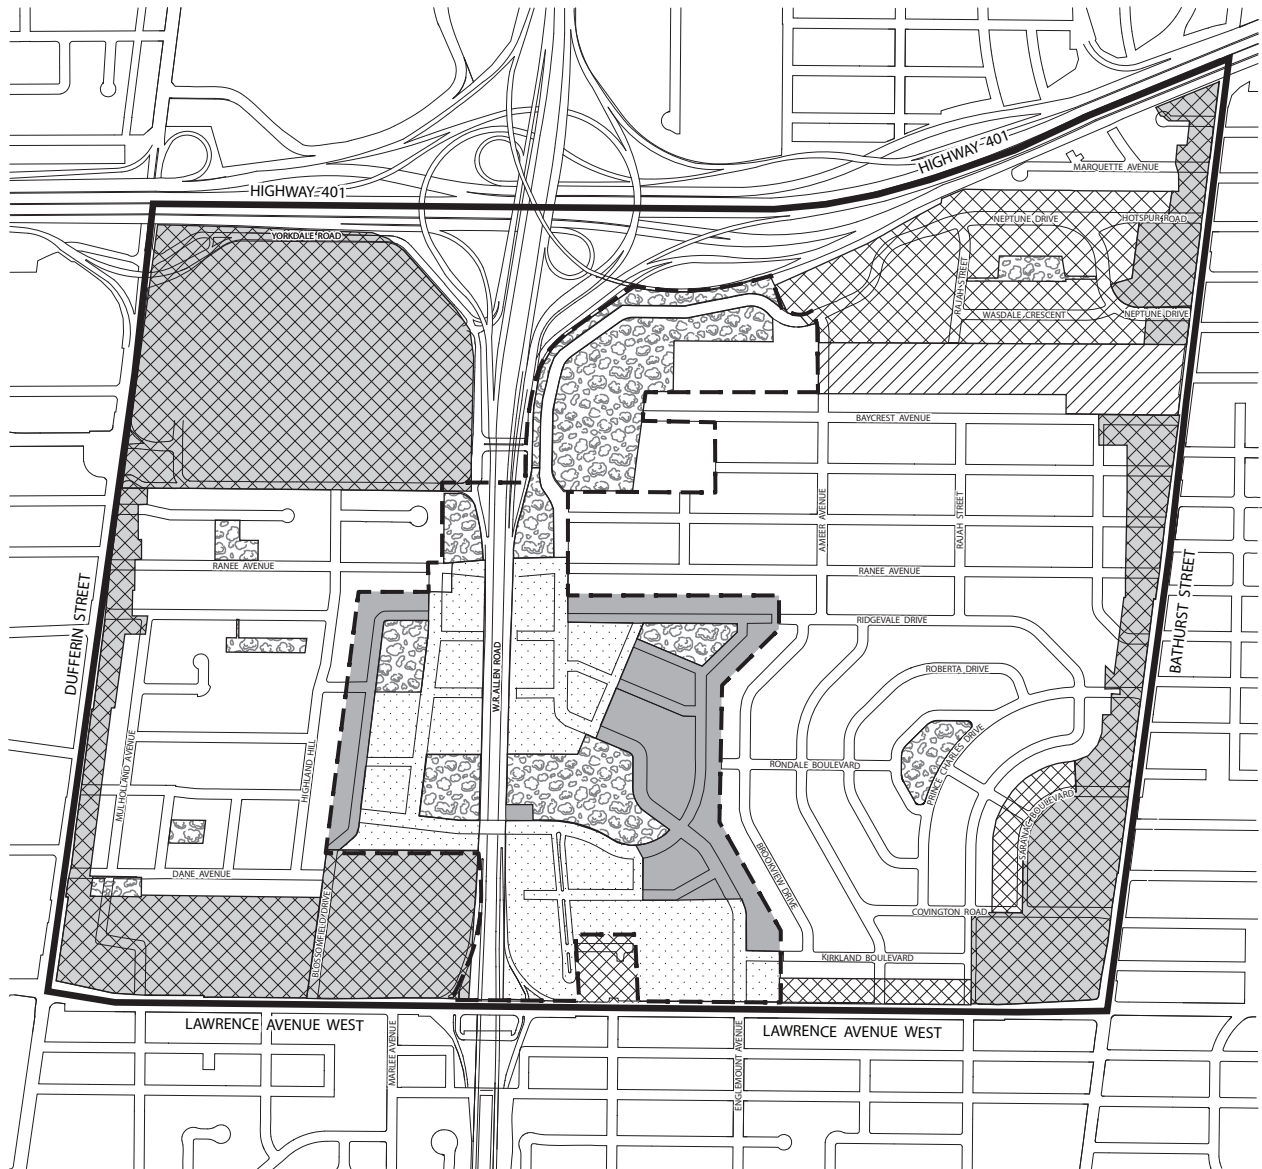 HIGHWAY 401
HIGHWAY 401
MARQUETTE AVENUE
NEPTUNE DRIVE
HOTSPUR ROAD
YORKDALE ROAD
RAJAH STREET
WASDALE CRESCENT
NEPTUNE DRIVE
BAYCREST AVENUE
AMEER AVENUE
RAJAH STREET
RANEE AVENUE
RANEE AVENUE
DUFFERIN STREET
BATHURST STREET
RIDGEVALE DRIVE
W.R. ALLEN ROAD
ROBERTA DRIVE
MULHOLLAND AVENUE
HIGHLAND HILL
RONDALE BOULEVARD
PRINCE CHARLES DRIVE
SARANAC BOULEVARD
BROOKVIEW DRIVE
DANE AVENUE
BLOSSOMFIELD DRIVE
COVINGTON ROAD
KIRKLAND BOULEVARD
LAWRENCE AVENUE WEST
LAWRENCE AVENUE WEST
MARLEE AVENUE
ENGLEMOUNT AVENUE